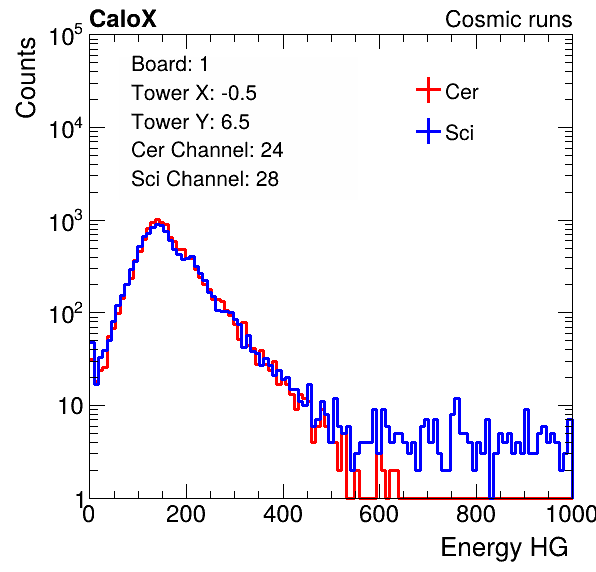 CaloX Cosmic runs
Counts
10^5
10^4
10^3
10^2
10
1
Board: 1
Tower X: -0.5
Tower Y: 6.5
Cer Channel: 24
Sci Channel: 28
Cer
Sci
0 200 400 600 800 1000
Energy HG